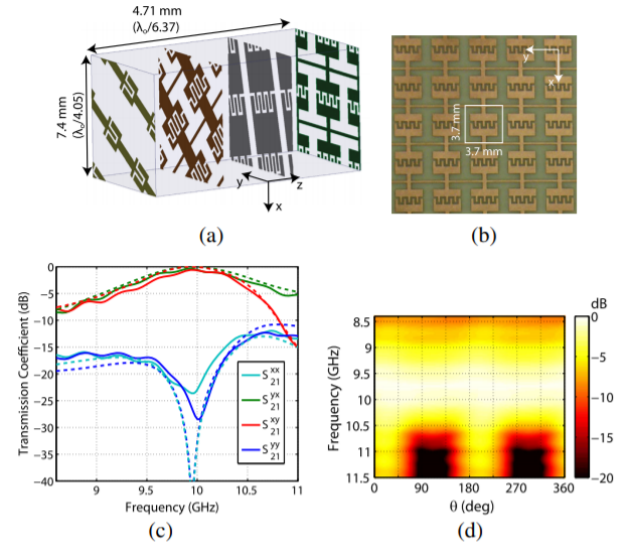 4.71 mm
(λo/6.37)
7.4 mm
(λo/4.05)
y
z
x
(a)
y
x
3.7 mm
3.7 mm
(b)
0
−5
−10
−15
−20
−25
−30
−35
−40
9
9.5
10
10.5
11
Transmission Coefficient (dB)
Frequency (GHz)
S21xx
S21yx
S21xy
S21yy
(c)
dB
8.5
9
9.5
10
10.5
11
11.5
Frequency (GHz)
0
90
180
270
360
θ (deg)
0
−5
−10
−15
−20
(d)